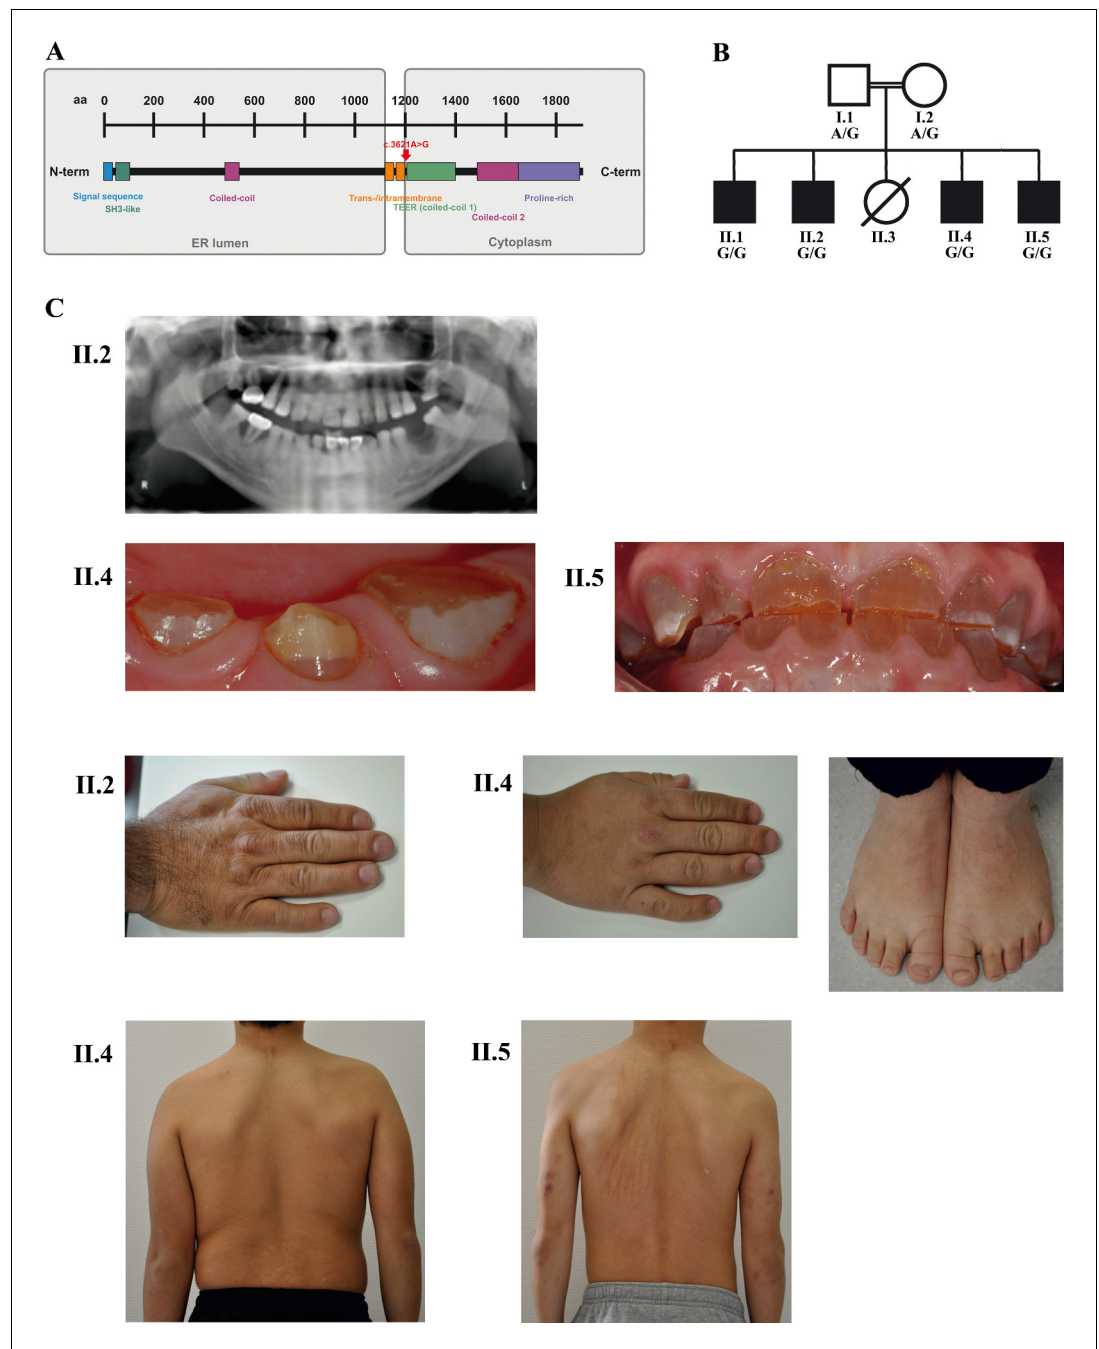 A
aa 0 200 400 600 800 1000 1200 1400 1600 1800
c.3621A>G
N-term C-term
Signal sequence Coiled-coil Trans-/intramembrane Proline-rich
SH3-like TEER (coiled-coil 1)
Coiled-coil 2
ER lumen Cytoplasm
B
I.1 I.2
A/G A/G
II.1 II.2 II.3 II.4 II.5
G/G G/G G/G G/G
C
II.2
R L
II.4 II.5
II.2 II.4
II.4 II.5